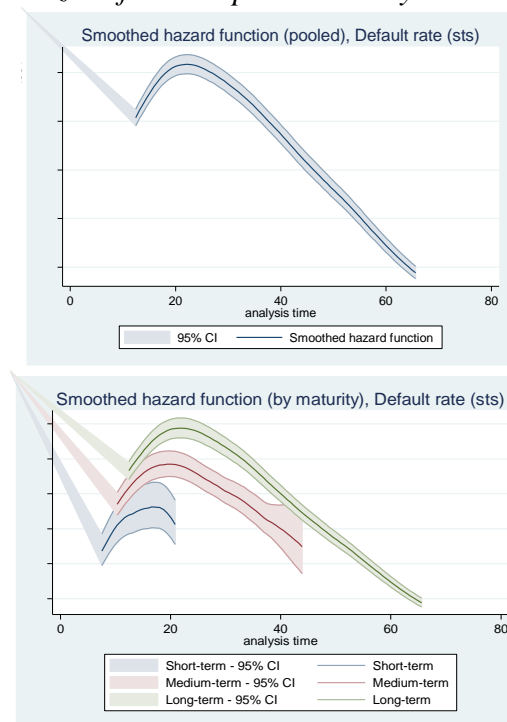 Smoothed hazard function (pooled), Default rate (sts)
0 20 40 60 80
analysis time
95% CI Smoothed hazard function
Smoothed hazard function (by maturity), Default rate (sts)
0 20 40 60 80
analysis time
Short-term - 95% CI Short-term
Medium-term - 95% CI Medium-term
Long-term - 95% CI Long-term